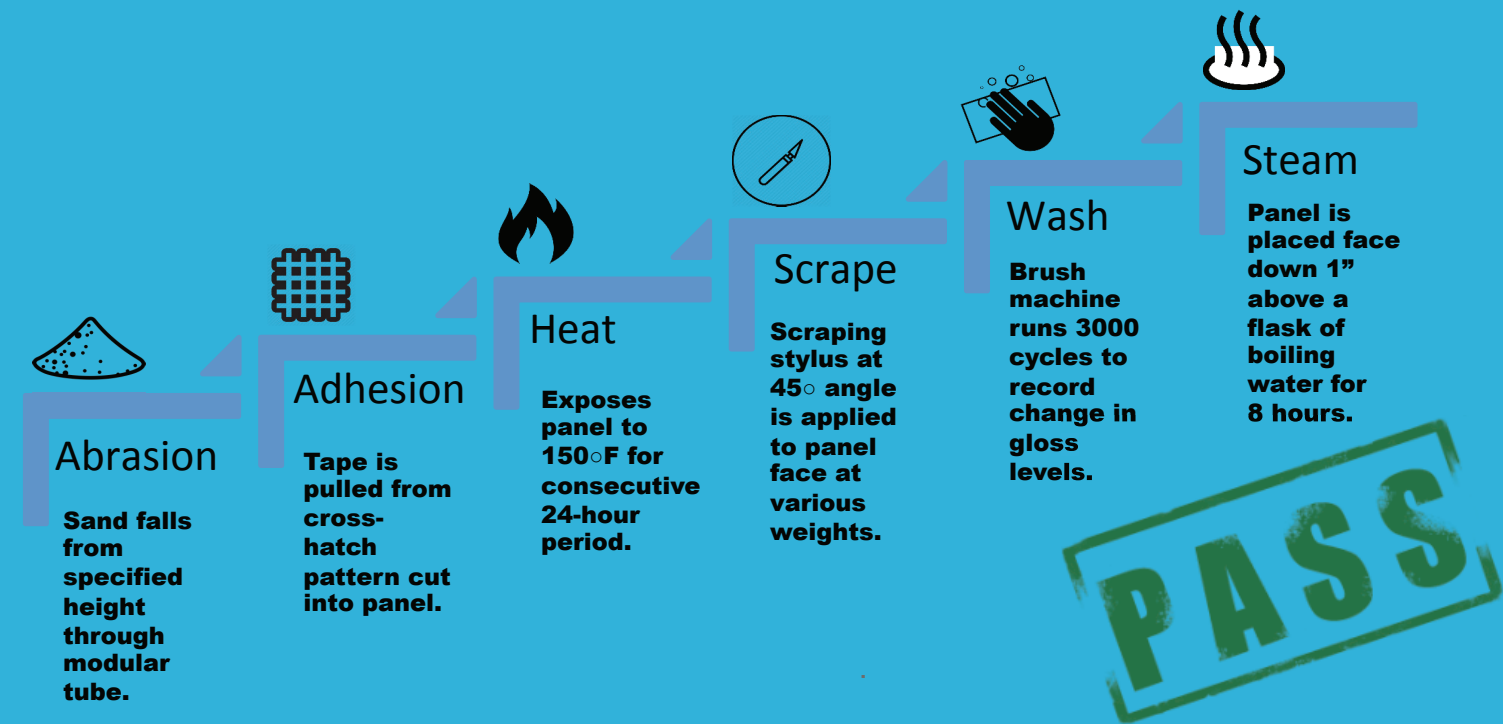 Abrasion
Sand falls
from
specified
height
through
modular
tube.
Adhesion
Tape is
pulled from
cross-
hatch
pattern cut
into panel.
Heat
Exposes
panel to
150○F for
consecutive
24-hour
period.
Scrape
Scraping
stylus at
45○ angle
is applied
to panel
face at
various
weights.
Wash
Brush
machine
runs 3000
cycles to
record
change in
gloss
levels.
Steam
Panel is
placed face
down 1”
above a
flask of
boiling
water for
8 hours.
PASS